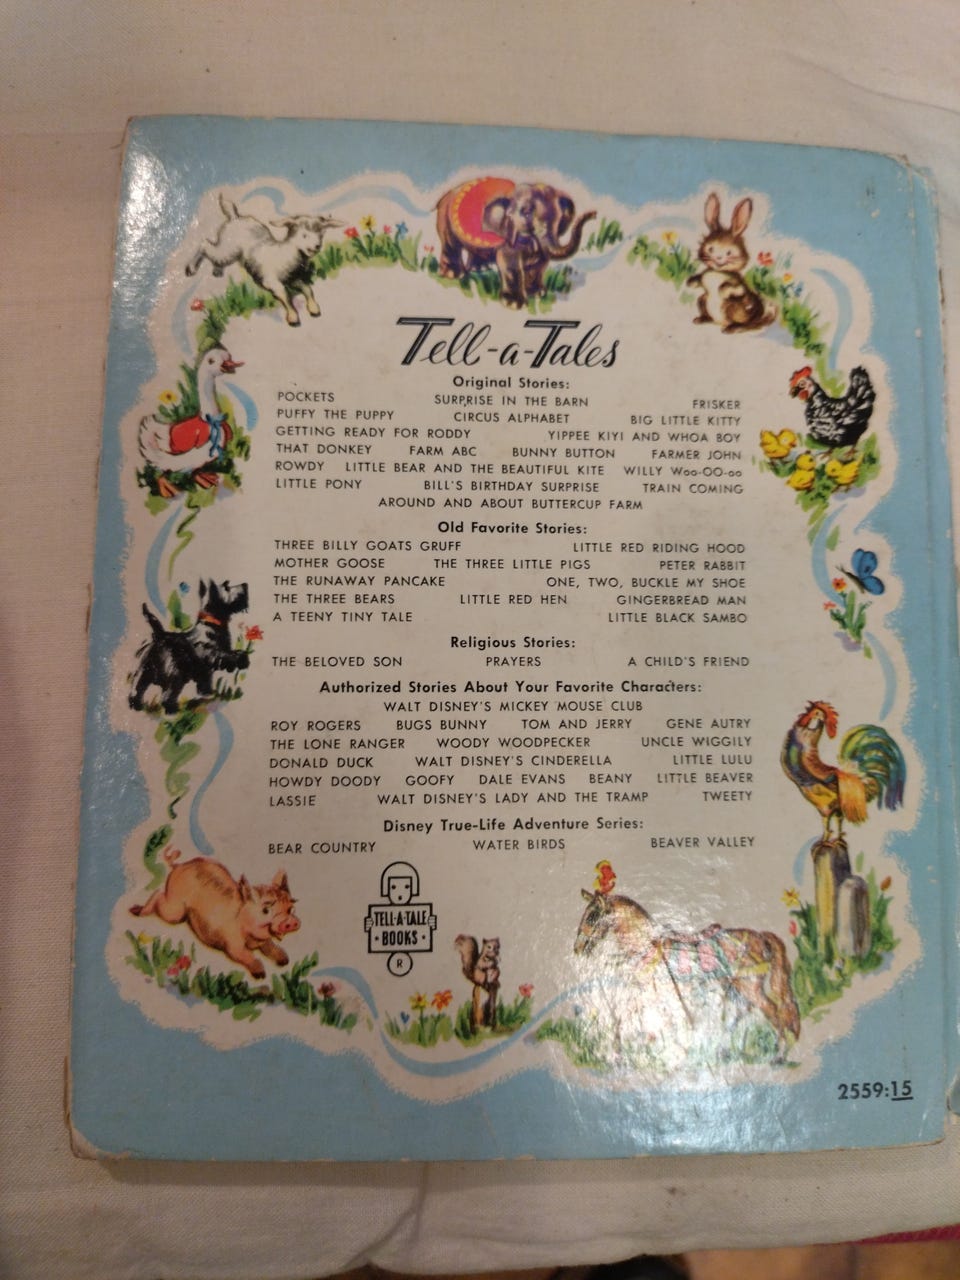 Tell-a-Tales
Original Stories:
POCKETS SURPRISE IN THE BARN FRISKER
PUFFY THE PUPPY CIRCUS ALPHABET BIG LITTLE KITTY
GETTING READY FOR RODDY YIPPEE KIYI AND WHOA BOY
THAT DONKEY FARM ABC BUNNY BUTTON FARMER JOHN
ROWDY LITTLE BEAR AND THE BEAUTIFUL KITE WILLY Woo-OO-oo
LITTLE PONY BILL'S BIRTHDAY SURPRISE TRAIN COMING
AROUND AND ABOUT BUTTERCUP FARM
Old Favorite Stories:
THREE BILLY GOATS GRUFF LITTLE RED RIDING HOOD
MOTHER GOOSE THE THREE LITTLE PIGS PETER RABBIT
THE RUNAWAY PANCAKE ONE, TWO, BUCKLE MY SHOE
THE THREE BEARS LITTLE RED HEN GINGERBREAD MAN
A TEENY TINY TALE LITTLE BLACK SAMBO
Religious Stories:
THE BELOVED SON PRAYERS A CHILD'S FRIEND
Authorized Stories About Your Favorite Characters:
WALT DISNEY'S MICKEY MOUSE CLUB
ROY ROGERS BUGS BUNNY TOM AND JERRY GENE AUTRY
THE LONE RANGER WOODY WOODPECKER UNCLE WIGGILY
DONALD DUCK WALT DISNEY'S CINDERELLA LITTLE LULU
HOWDY DOODY GOOFY DALE EVANS BEANY LITTLE BEAVER
LASSIE WALT DISNEY'S LADY AND THE TRAMP TWEETY
Disney True-Life Adventure Series:
BEAR COUNTRY WATER BIRDS BEAVER VALLEY
TELL-A-TALE
• BOOKS •
R
2559:15